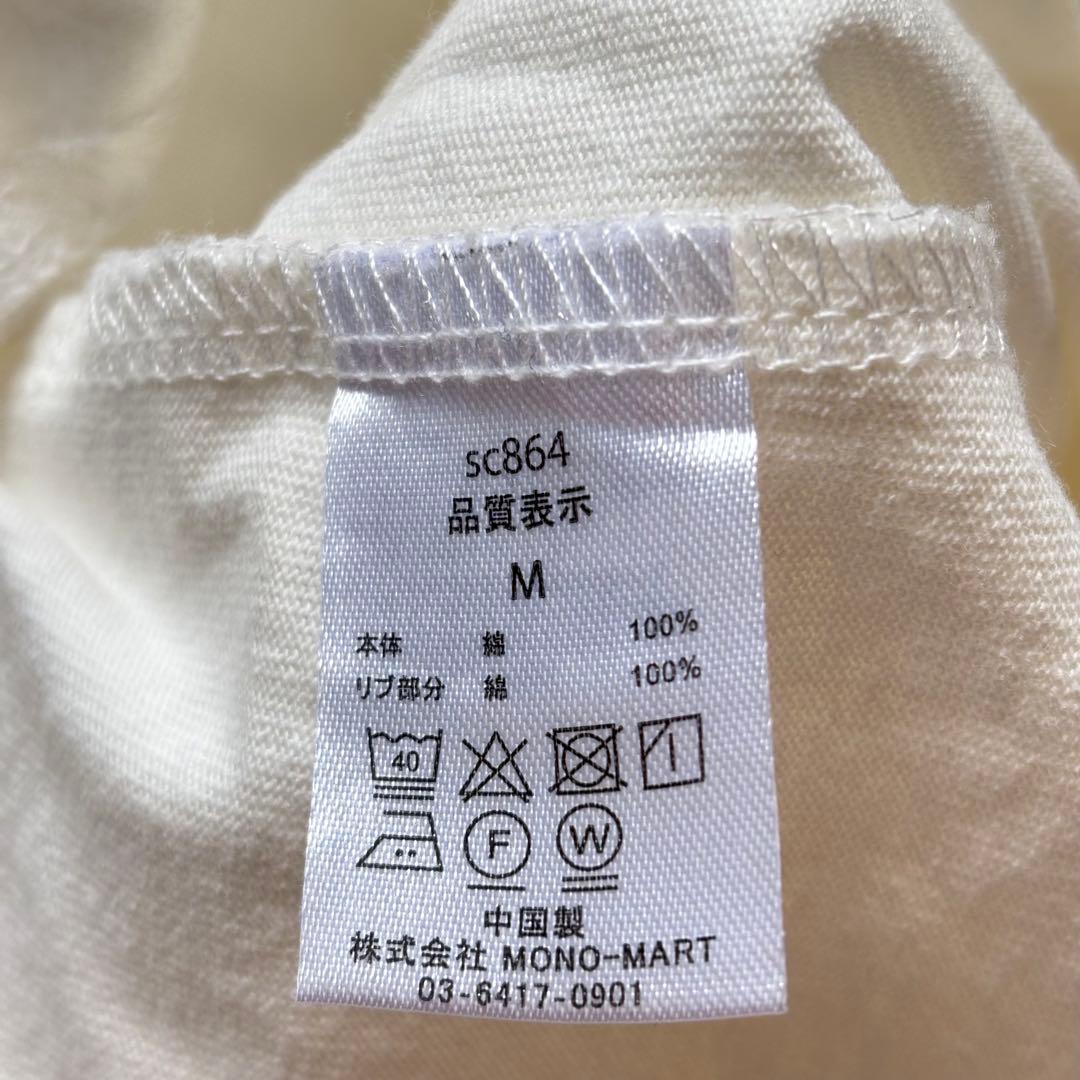 sc864
品質表示
M
本体 綿 100%
リブ部分 綿 100%
40
F W
中国製
株式会社 MONO-MART
03-6417-0901